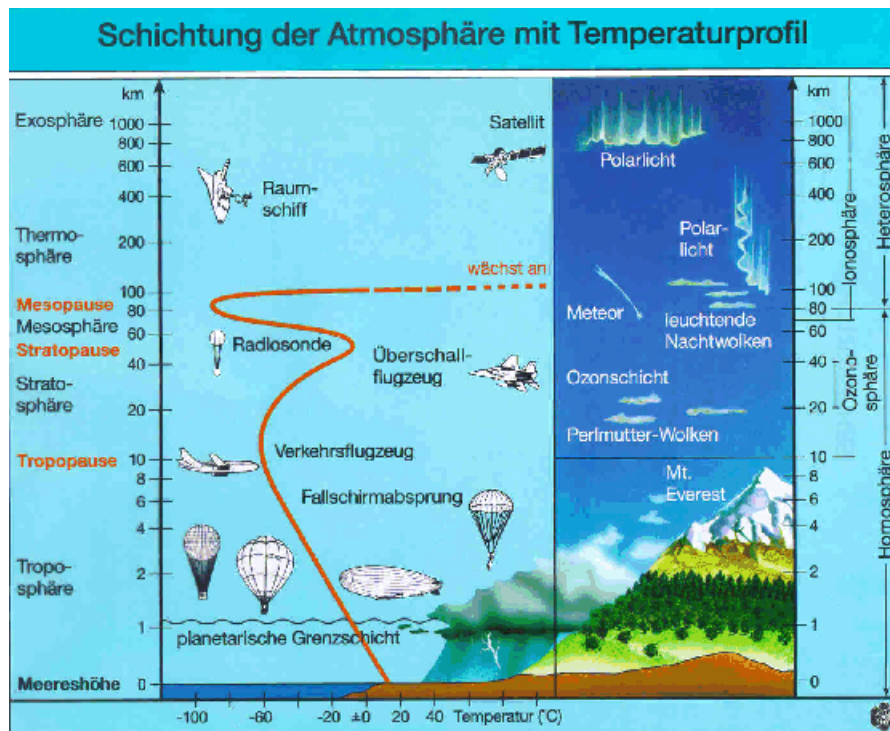 Schichtung der Atmosphäre mit Temperaturprofil
km
km
Exosphäre
1000
800
600
400
200
100
80
60
40
20
10
8
6
4
2
1
0
Thermo-
sphäre
Mesopause
Mesosphäre
Stratopause
Strato-
sphäre
Tropopause
Tropo-
sphäre
Meereshöhe
Satellit
Raum-
schiff
wächst an
Radiosonde
Überschall-
flugzeug
Verkehrsflugzeug
Fallschirmabsprung
planetarische Grenzschicht
-100
-60
-20
±0
20
40
Temperatur (°C)
Polarlicht
Polar-
licht
Meteor
leuchtende
Nachtwolken
Ozonschicht
Perlmutter-Wolken
Mt.
Everest
1000
800
600
400
200
100
80
60
40
20
10
8
6
4
2
1
0
Ionosphäre
Ozono-
sphäre
Heterosphäre
Homosphäre